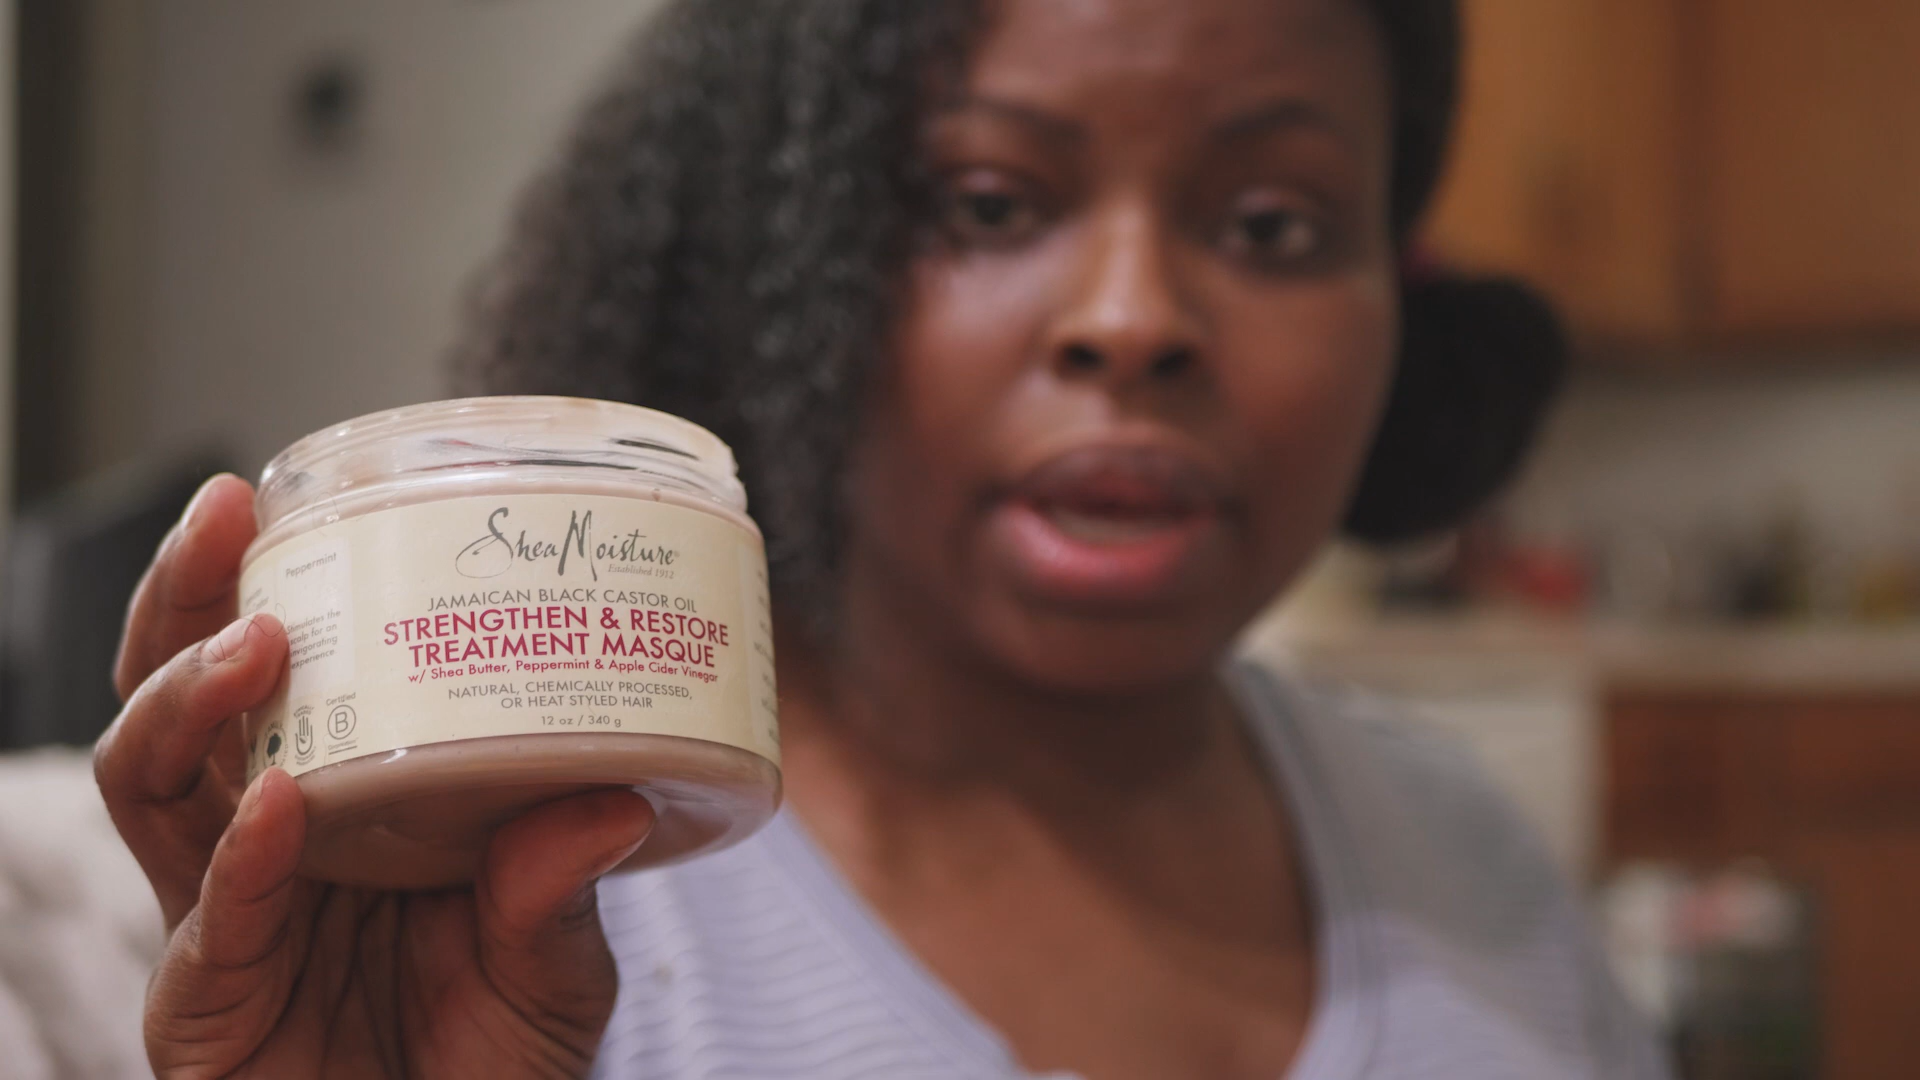 Peppermint
Stimulates the
scalp for an
invigorating
experience.
Certified
B
Corporation
SheaMoisture
Established 1912
JAMAICAN BLACK CASTOR OIL
STRENGTHEN & RESTORE
TREATMENT MASQUE
w/ Shea Butter, Peppermint & Apple Cider Vinegar
NATURAL, CHEMICALLY PROCESSED,
OR HEAT STYLED HAIR
12 oz / 340 g